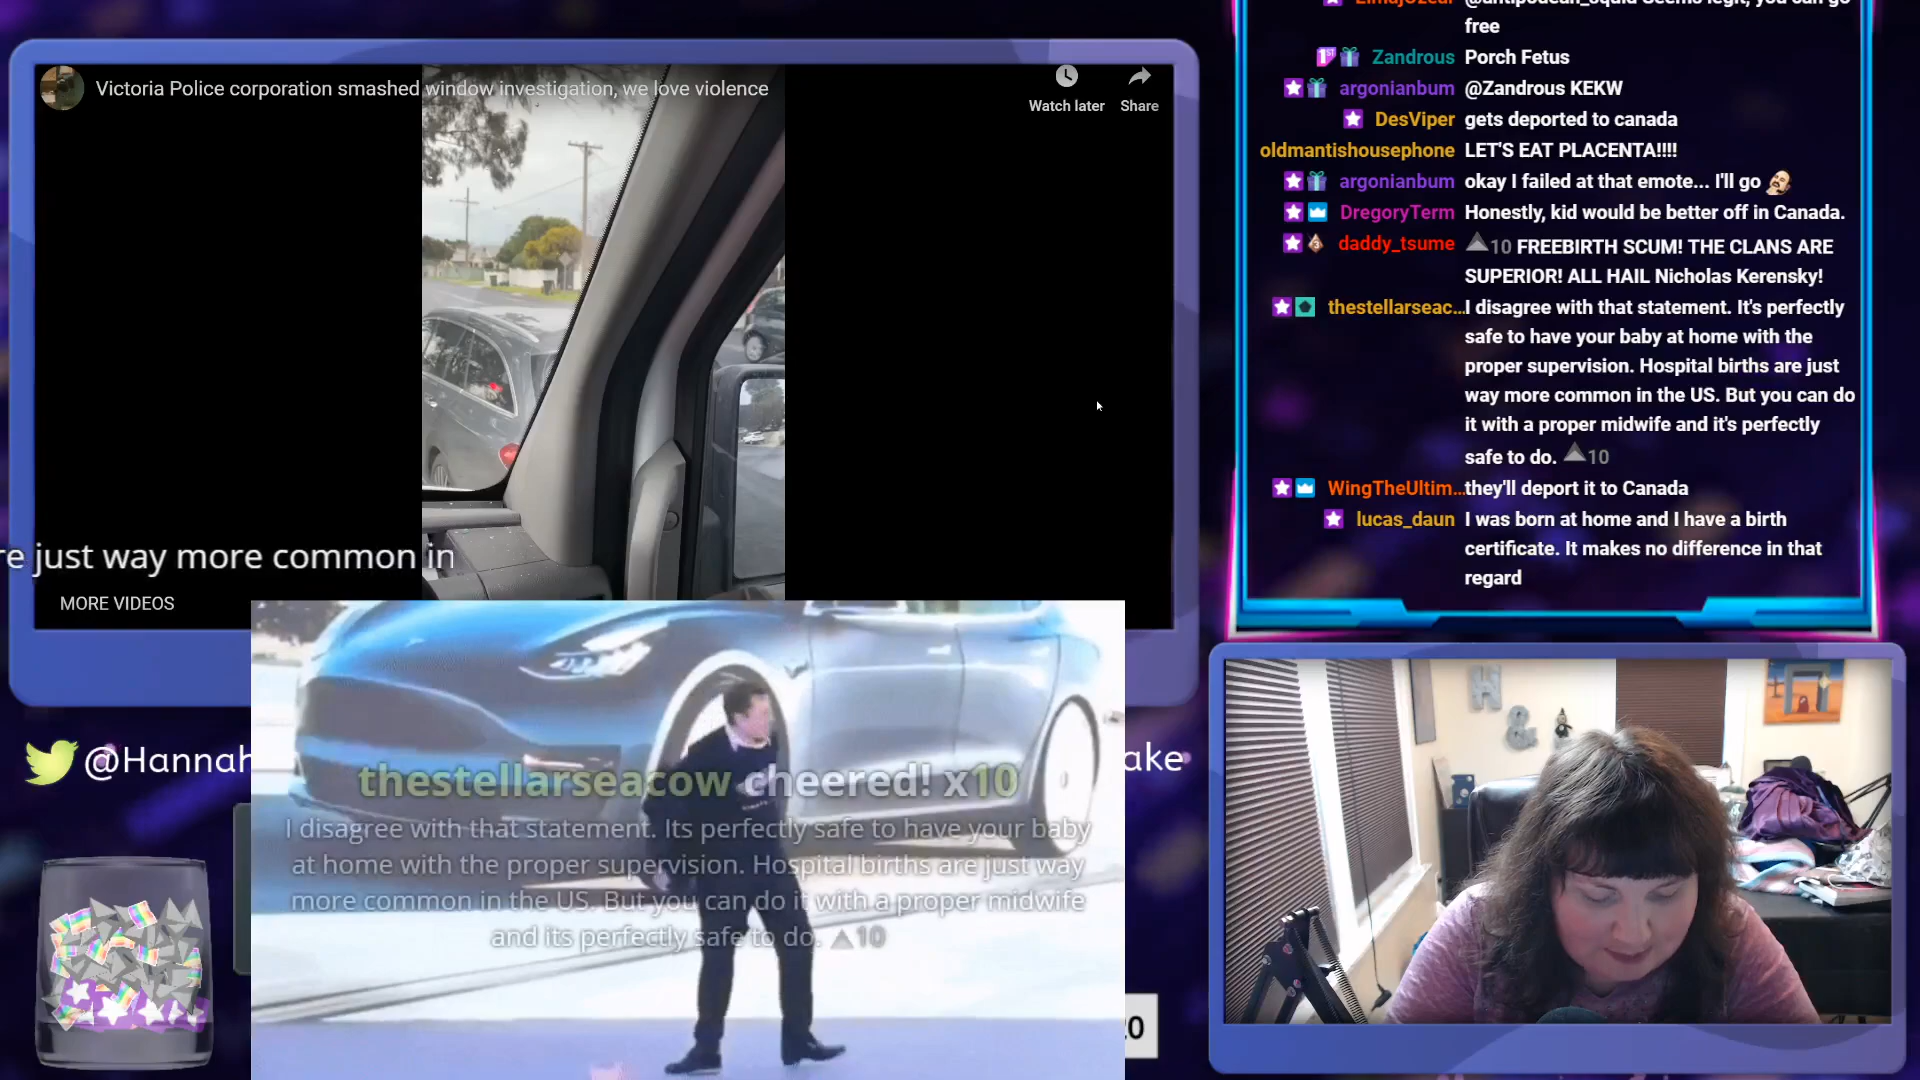 Victoria Police corporation smashed window investigation, we love violence
Watch later
Share
re just way more common in
MORE VIDEOS
@Hannah
ake
thestellarseacow cheered! x10
I disagree with that statement. Its perfectly safe to have your baby
at home with the proper supervision. Hospital births are just way
more common in the US. But you can do it with a proper midwife
and its perfectly safe to do. 10
20
free
Zandrous Porch Fetus
argonianbum @Zandrous KEKW
DesViper gets deported to canada
oldmantishousephone LET'S EAT PLACENTA!!!!
argonianbum okay I failed at that emote... I'll go
DregoryTerm Honestly, kid would be better off in Canada.
daddy_tsume 10 FREEBIRTH SCUM! THE CLANS ARE
SUPERIOR! ALL HAIL Nicholas Kerensky!
thestellarseac... I disagree with that statement. It's perfectly
safe to have your baby at home with the
proper supervision. Hospital births are just
way more common in the US. But you can do
it with a proper midwife and it's perfectly
safe to do. 10
WingTheUltim... they'll deport it to Canada
lucas_daun I was born at home and I have a birth
certificate. It makes no difference in that
regard
H
&